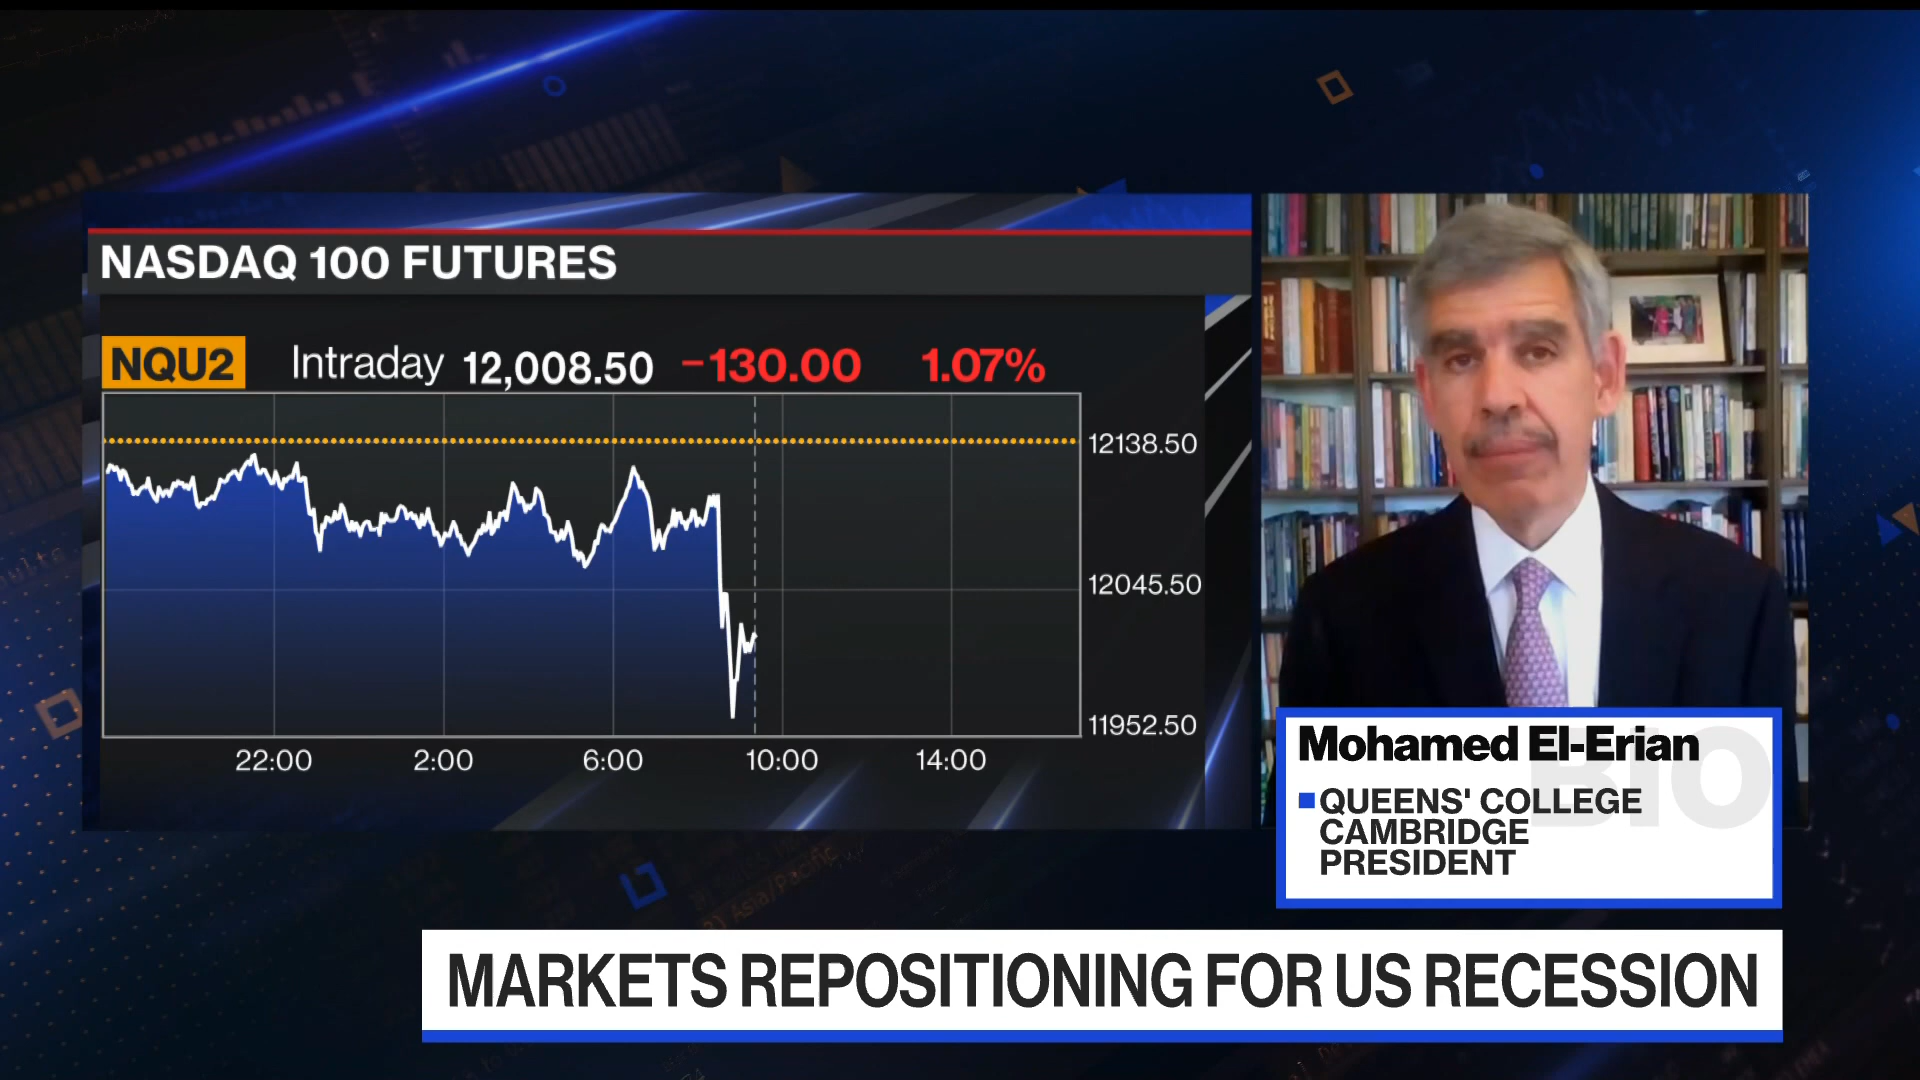 NASDAQ 100 FUTURES
NQU2 Intraday 12,008.50 -130.00 1.07%
12138.50
12045.50
11952.50
22:00 2:00 6:00 10:00 14:00
Mohamed El-Erian
BIO
QUEENS' COLLEGE
CAMBRIDGE
PRESIDENT
Asia/Pacific
MARKETS REPOSITIONING FOR US RECESSION